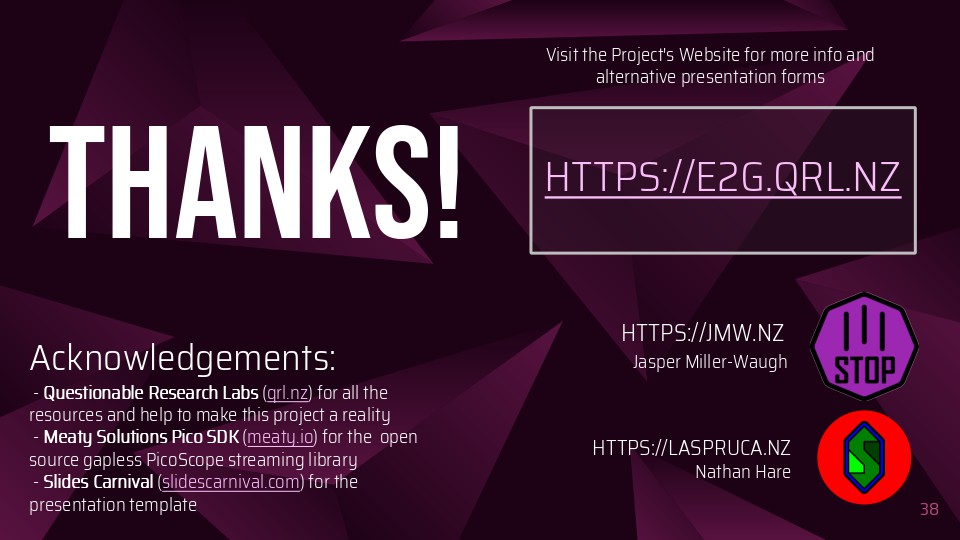 THANKS!
Visit the Project's Website for more info and
alternative presentation forms
HTTPS://E2G.QRL.NZ
Acknowledgements:
- Questionable Research Labs (qrl.nz) for all the
resources and help to make this project a reality
- Meaty Solutions Pico SDK (meaty.io) for the open
source gapless PicoScope streaming library
- Slides Carnival (slidescarnival.com) for the
presentation template
HTTPS://JMW.NZ
Jasper Miller-Waugh
STOP
HTTPS://LASPRUCA.NZ
Nathan Hare
S
38